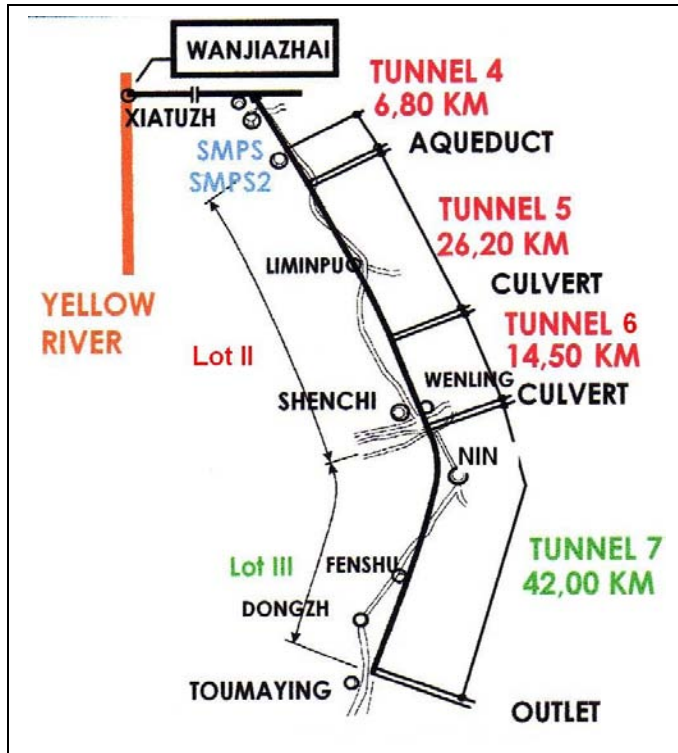 WANJIAZHAI
XIATUZH
TUNNEL 4
6,80 KM
AQUEDUCT
SMPS
SMPS2
TUNNEL 5
26,20 KM
LIMINPU
CULVERT
YELLOW
RIVER
TUNNEL 6
14,50 KM
Lot II
WENLING
CULVERT
SHENCHI
NIN
TUNNEL 7
42,00 KM
Lot III
FENSHU
DONGZH
TOUMAYING
OUTLET